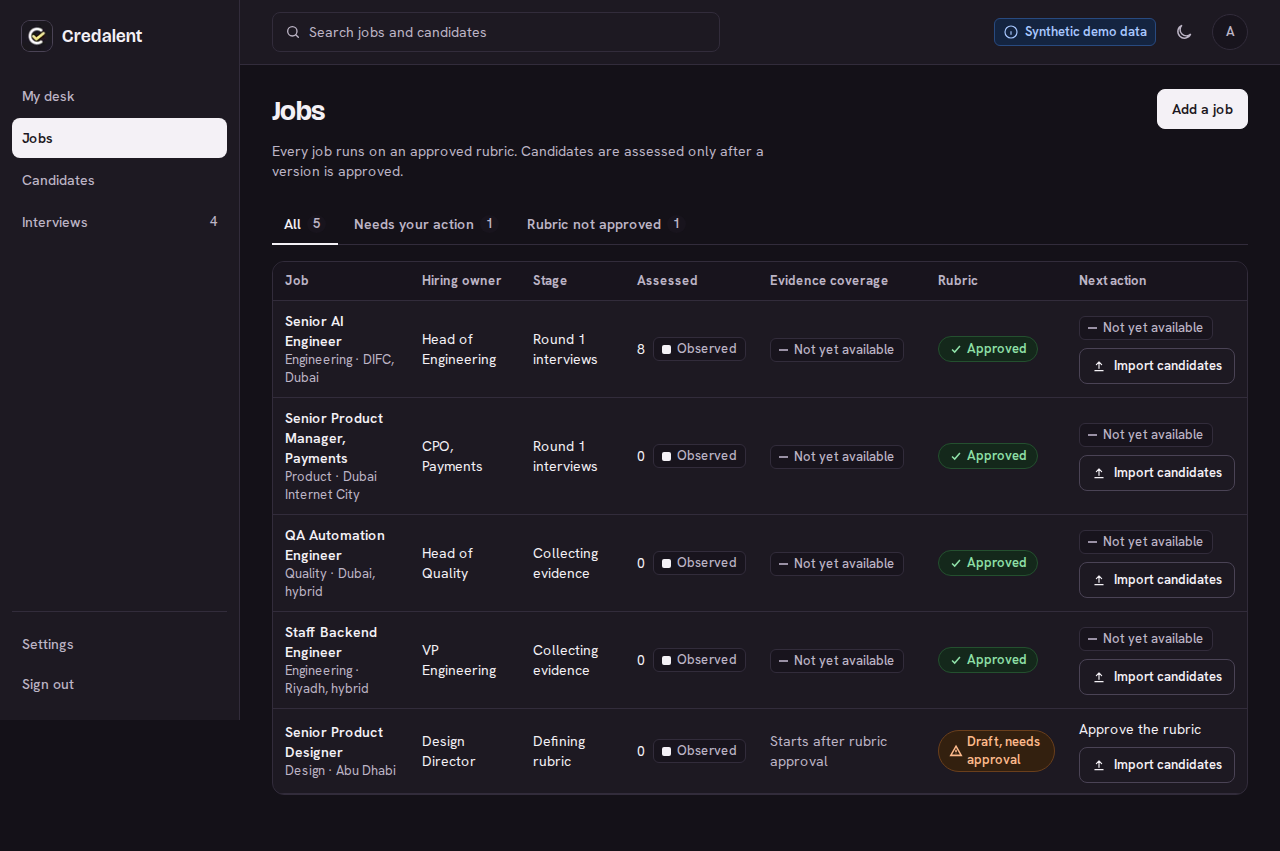 Credalent
Search jobs and candidates
Synthetic demo data
A
My desk
Jobs
Candidates
Interviews 4
Settings
Sign out
Jobs
Add a job
Every job runs on an approved rubric. Candidates are assessed only after a
version is approved.
All 5 Needs your action 1 Rubric not approved 1
Job Hiring owner Stage Assessed Evidence coverage Rubric Next action
Senior AI
Engineer
Engineering · DIFC,
Dubai
Head of
Engineering
Round 1
interviews
8 Observed
Not yet available
Approved
Not yet available
Import candidates
Senior Product
Manager,
Payments
Product · Dubai
Internet City
CPO,
Payments
Round 1
interviews
0 Observed
Not yet available
Approved
Not yet available
Import candidates
QA Automation
Engineer
Quality · Dubai,
hybrid
Head of
Quality
Collecting
evidence
0 Observed
Not yet available
Approved
Not yet available
Import candidates
Staff Backend
Engineer
Engineering ·
Riyadh, hybrid
VP
Engineering
Collecting
evidence
0 Observed
Not yet available
Approved
Not yet available
Import candidates
Senior Product
Designer
Design · Abu Dhabi
Design
Director
Defining
rubric
0 Observed
Starts after rubric
approval
Draft, needs
approval
Approve the rubric
Import candidates